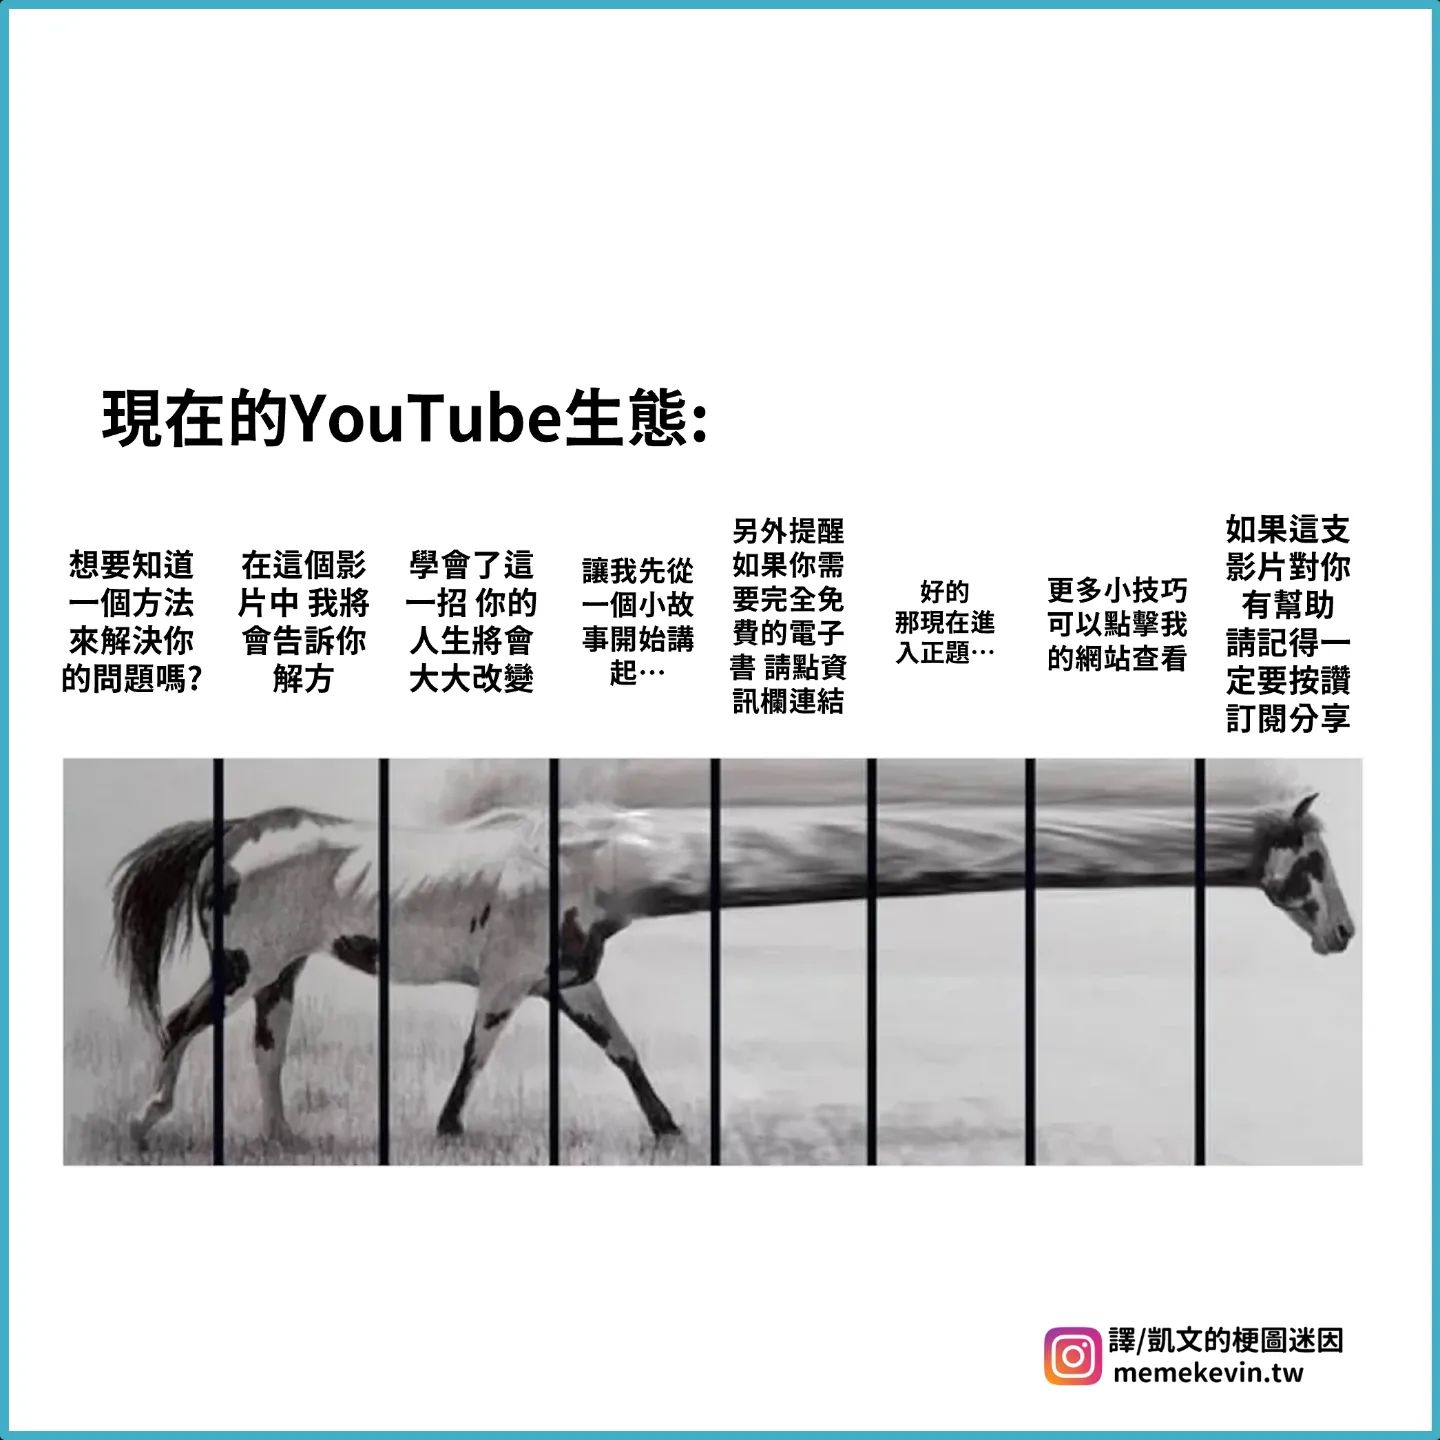 現在的YouTube生態:
想要知道
一個方法
來解決你
的問題嗎?
在這個影
片中 我將
會告訴你
解方
學會了這
一招 你的
人生將會
大大改變
讓我先從
一個小故
事開始講
起…
另外提醒
如果你需
要完全免
費的電子
書 請點資
訊欄連結
好的
那現在進
入正題…
更多小技巧
可以點擊我
的網站查看
如果這支
影片對你
有幫助
請記得一
定要按讚
訂閱分享
譯/凱文的梗圖迷因
memekevin.tw